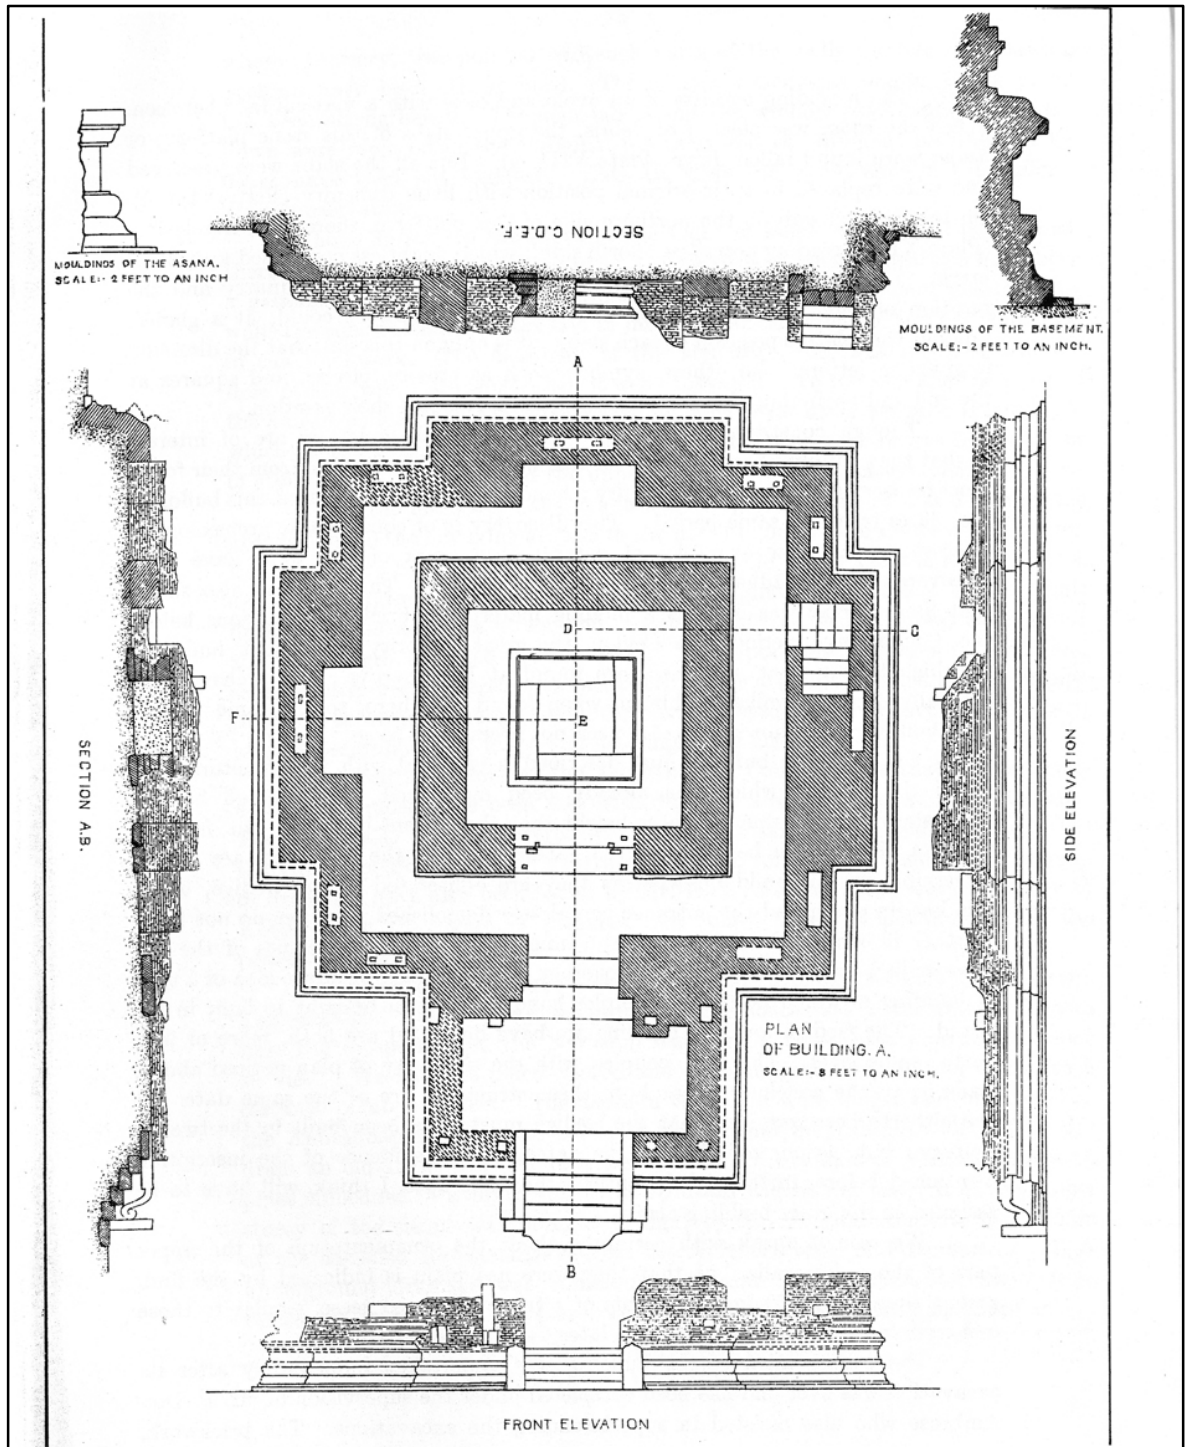 SECTION C.D.E.F.
MOULDINGS OF THE ASANA.
SCALE:- 2 FEET TO AN INCH
MOULDINGS OF THE BASEMENT.
SCALE:- 2 FEET TO AN INCH.
A
D
C
F
E
SECTION A.B.
SIDE ELEVATION
PLAN
OF BUILDING. A.
SCALE:- 8 FEET TO AN INCH.
B
FRONT ELEVATION